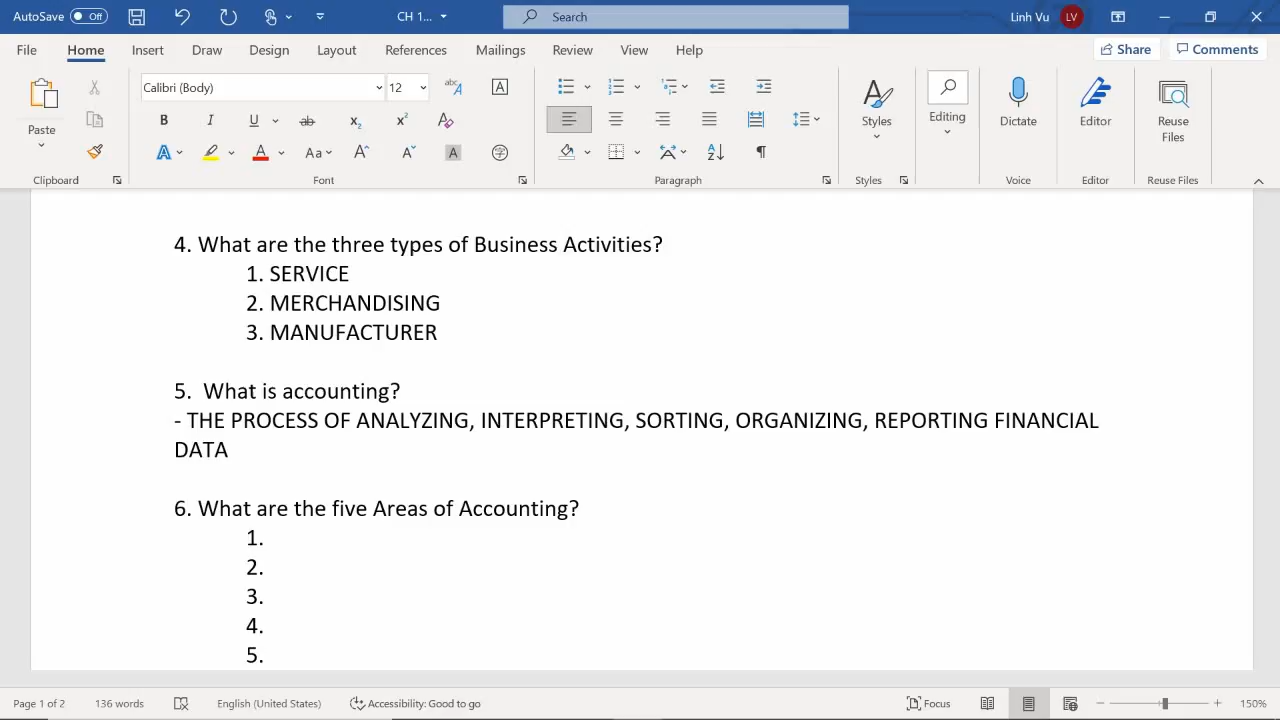 AutoSave Off CH 1... Search Linh Vu LV
File Home Insert Draw Design Layout References Mailings Review View Help Share Comments
Calibri (Body) 12
Paste
Clipboard
Font
Paragraph
Styles
Styles
Editing
Dictate
Voice
Editor
Editor
Reuse
Files
Reuse Files
4. What are the three types of Business Activities?
1. SERVICE
2. MERCHANDISING
3. MANUFACTURER
5. What is accounting?
- THE PROCESS OF ANALYZING, INTERPRETING, SORTING, ORGANIZING, REPORTING FINANCIAL
DATA
6. What are the five Areas of Accounting?
1.
2.
3.
4.
5.
Page 1 of 2 136 words English (United States) Accessibility: Good to go Focus 150%